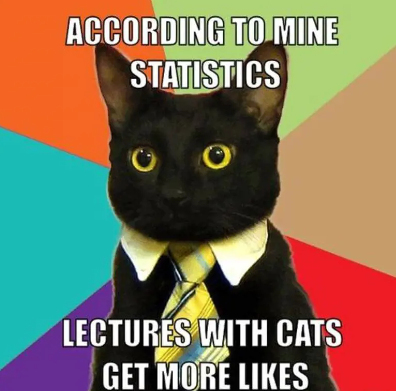 ACCORDING TO MINE
STATISTICS
LECTURES WITH CATS
GET MORE LIKES